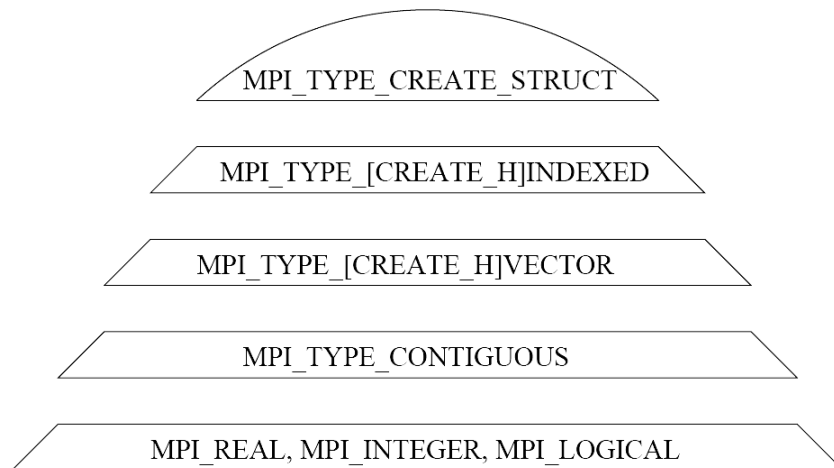 MPI_TYPE_CREATE_STRUCT
MPI_TYPE_[CREATE_H]INDEXED
MPI_TYPE_[CREATE_H]VECTOR
MPI_TYPE_CONTIGUOUS
MPI_REAL, MPI_INTEGER, MPI_LOGICAL